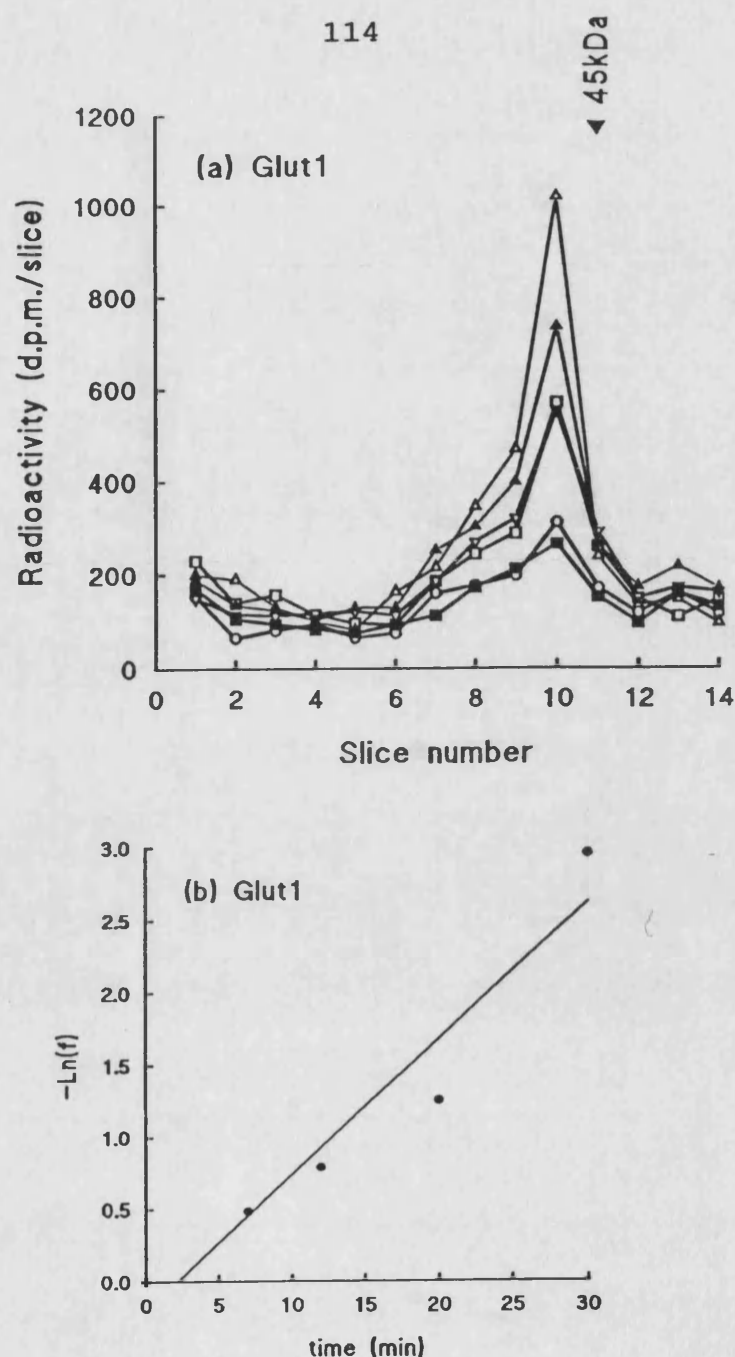 114
45kDa
1200
1000
800
600
400
200
0
(a) Glut1
Radioactivity (d.p.m./slice)
0 2 4 6 8 10 12 14
Slice number
3.0
2.5
2.0
1.5
1.0
0.5
0.0
(b) Glut1
-Ln(f)
0 5 10 15 20 25 30
time (min)